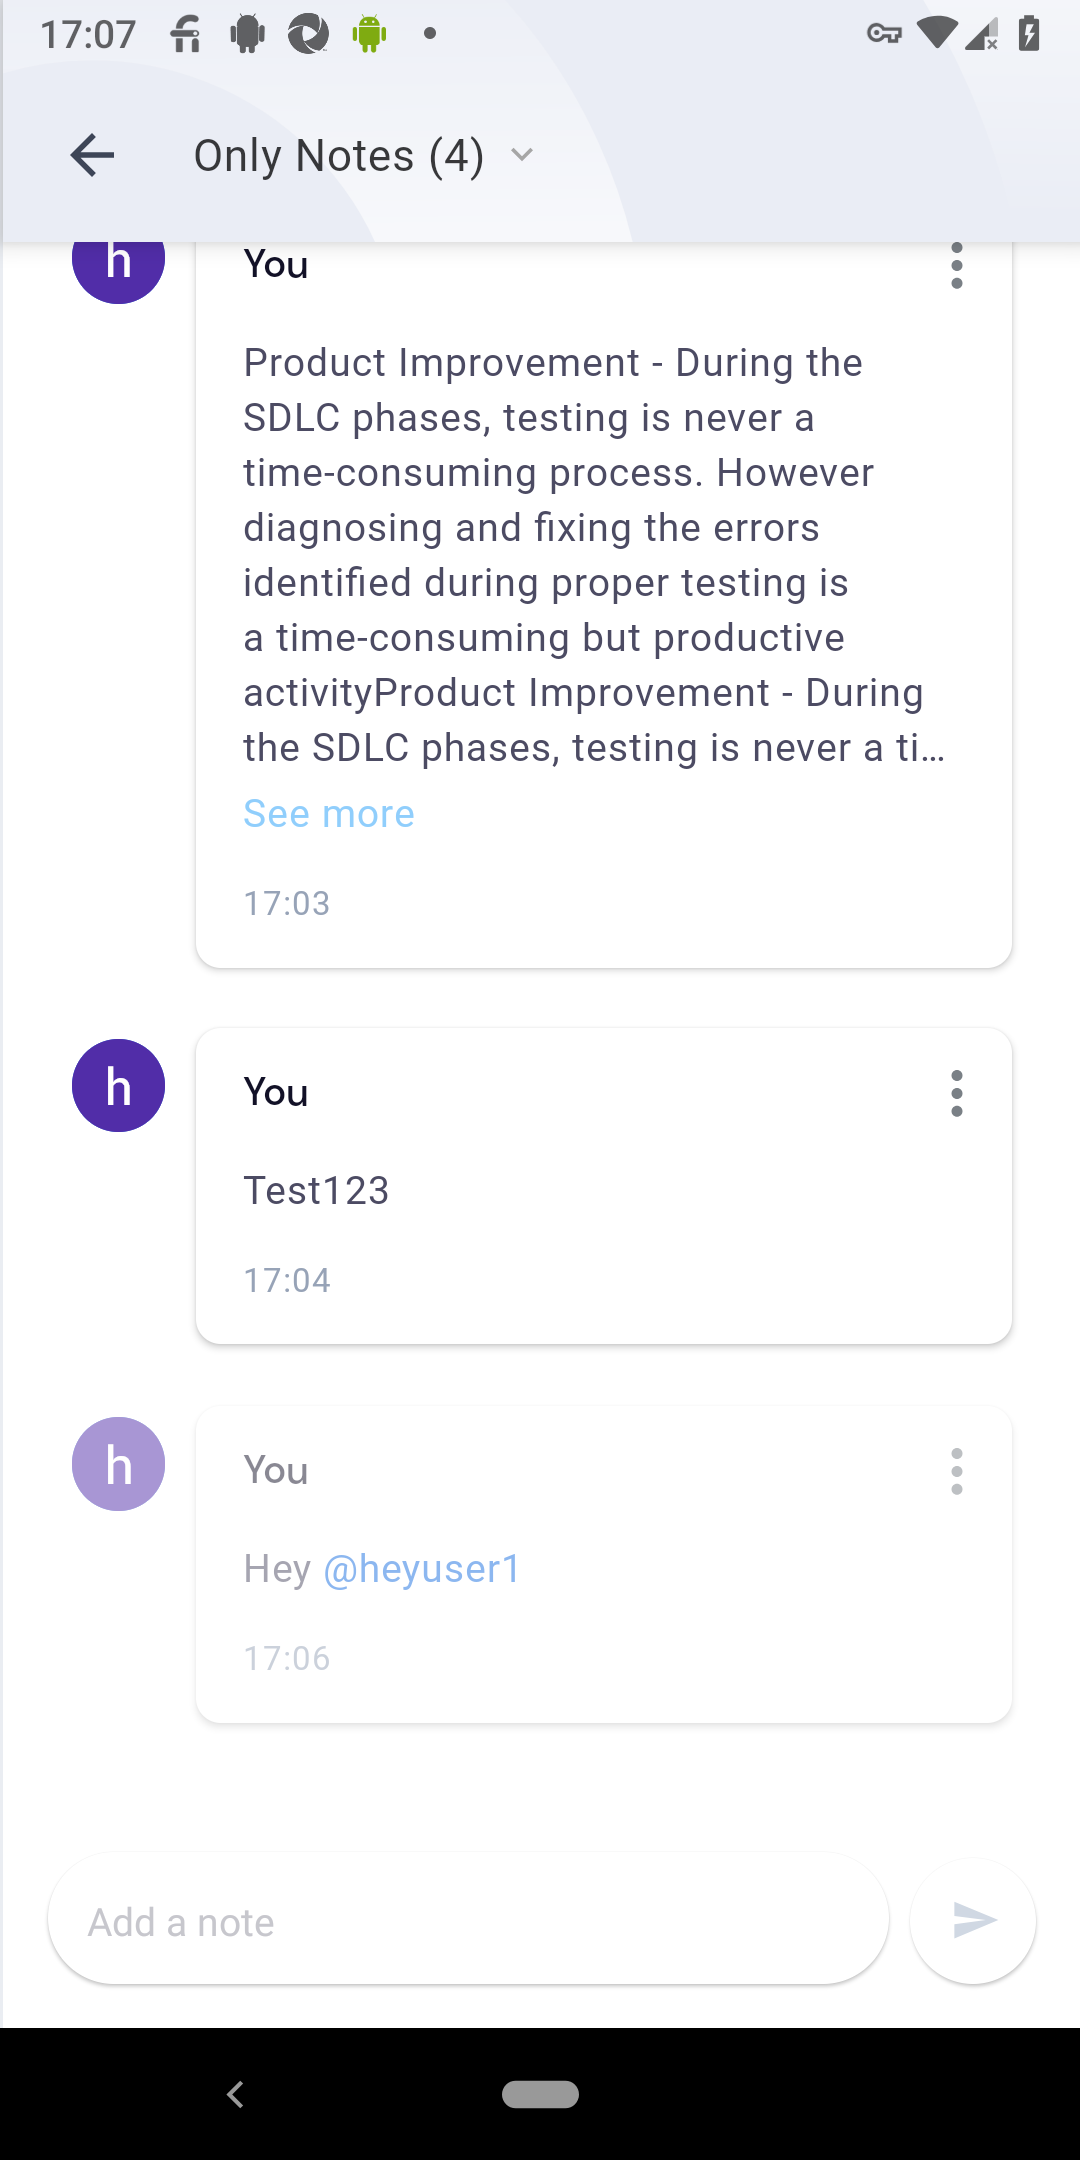 17:07
Only Notes (4)
h
You
Product Improvement - During the
SDLC phases, testing is never a
time-consuming process. However
diagnosing and fixing the errors
identified during proper testing is
a time-consuming but productive
activityProduct Improvement - During
the SDLC phases, testing is never a ti…
See more
17:03
h
You
Test123
17:04
h
You
Hey @heyuser1
17:06
Add a note